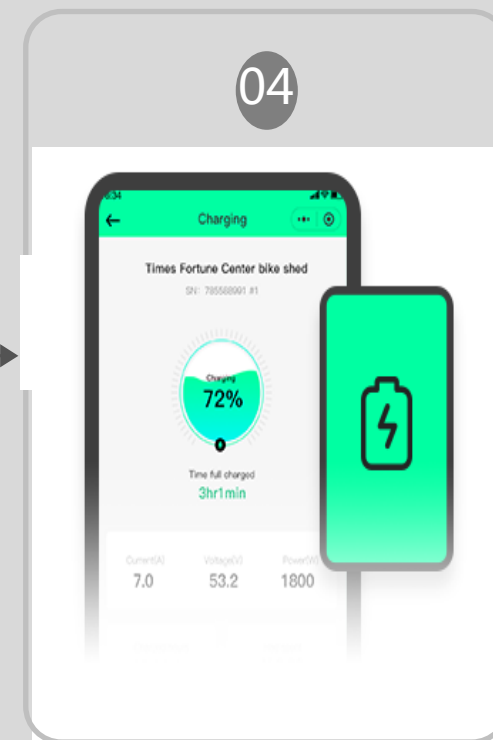 04
Charging
Times Fortune Center bike shed
SN: 785588991 #1
Charging
72%
Time full charged
3hr1min
Current(A) Voltage(V) Power(W)
7.0 53.2 1800